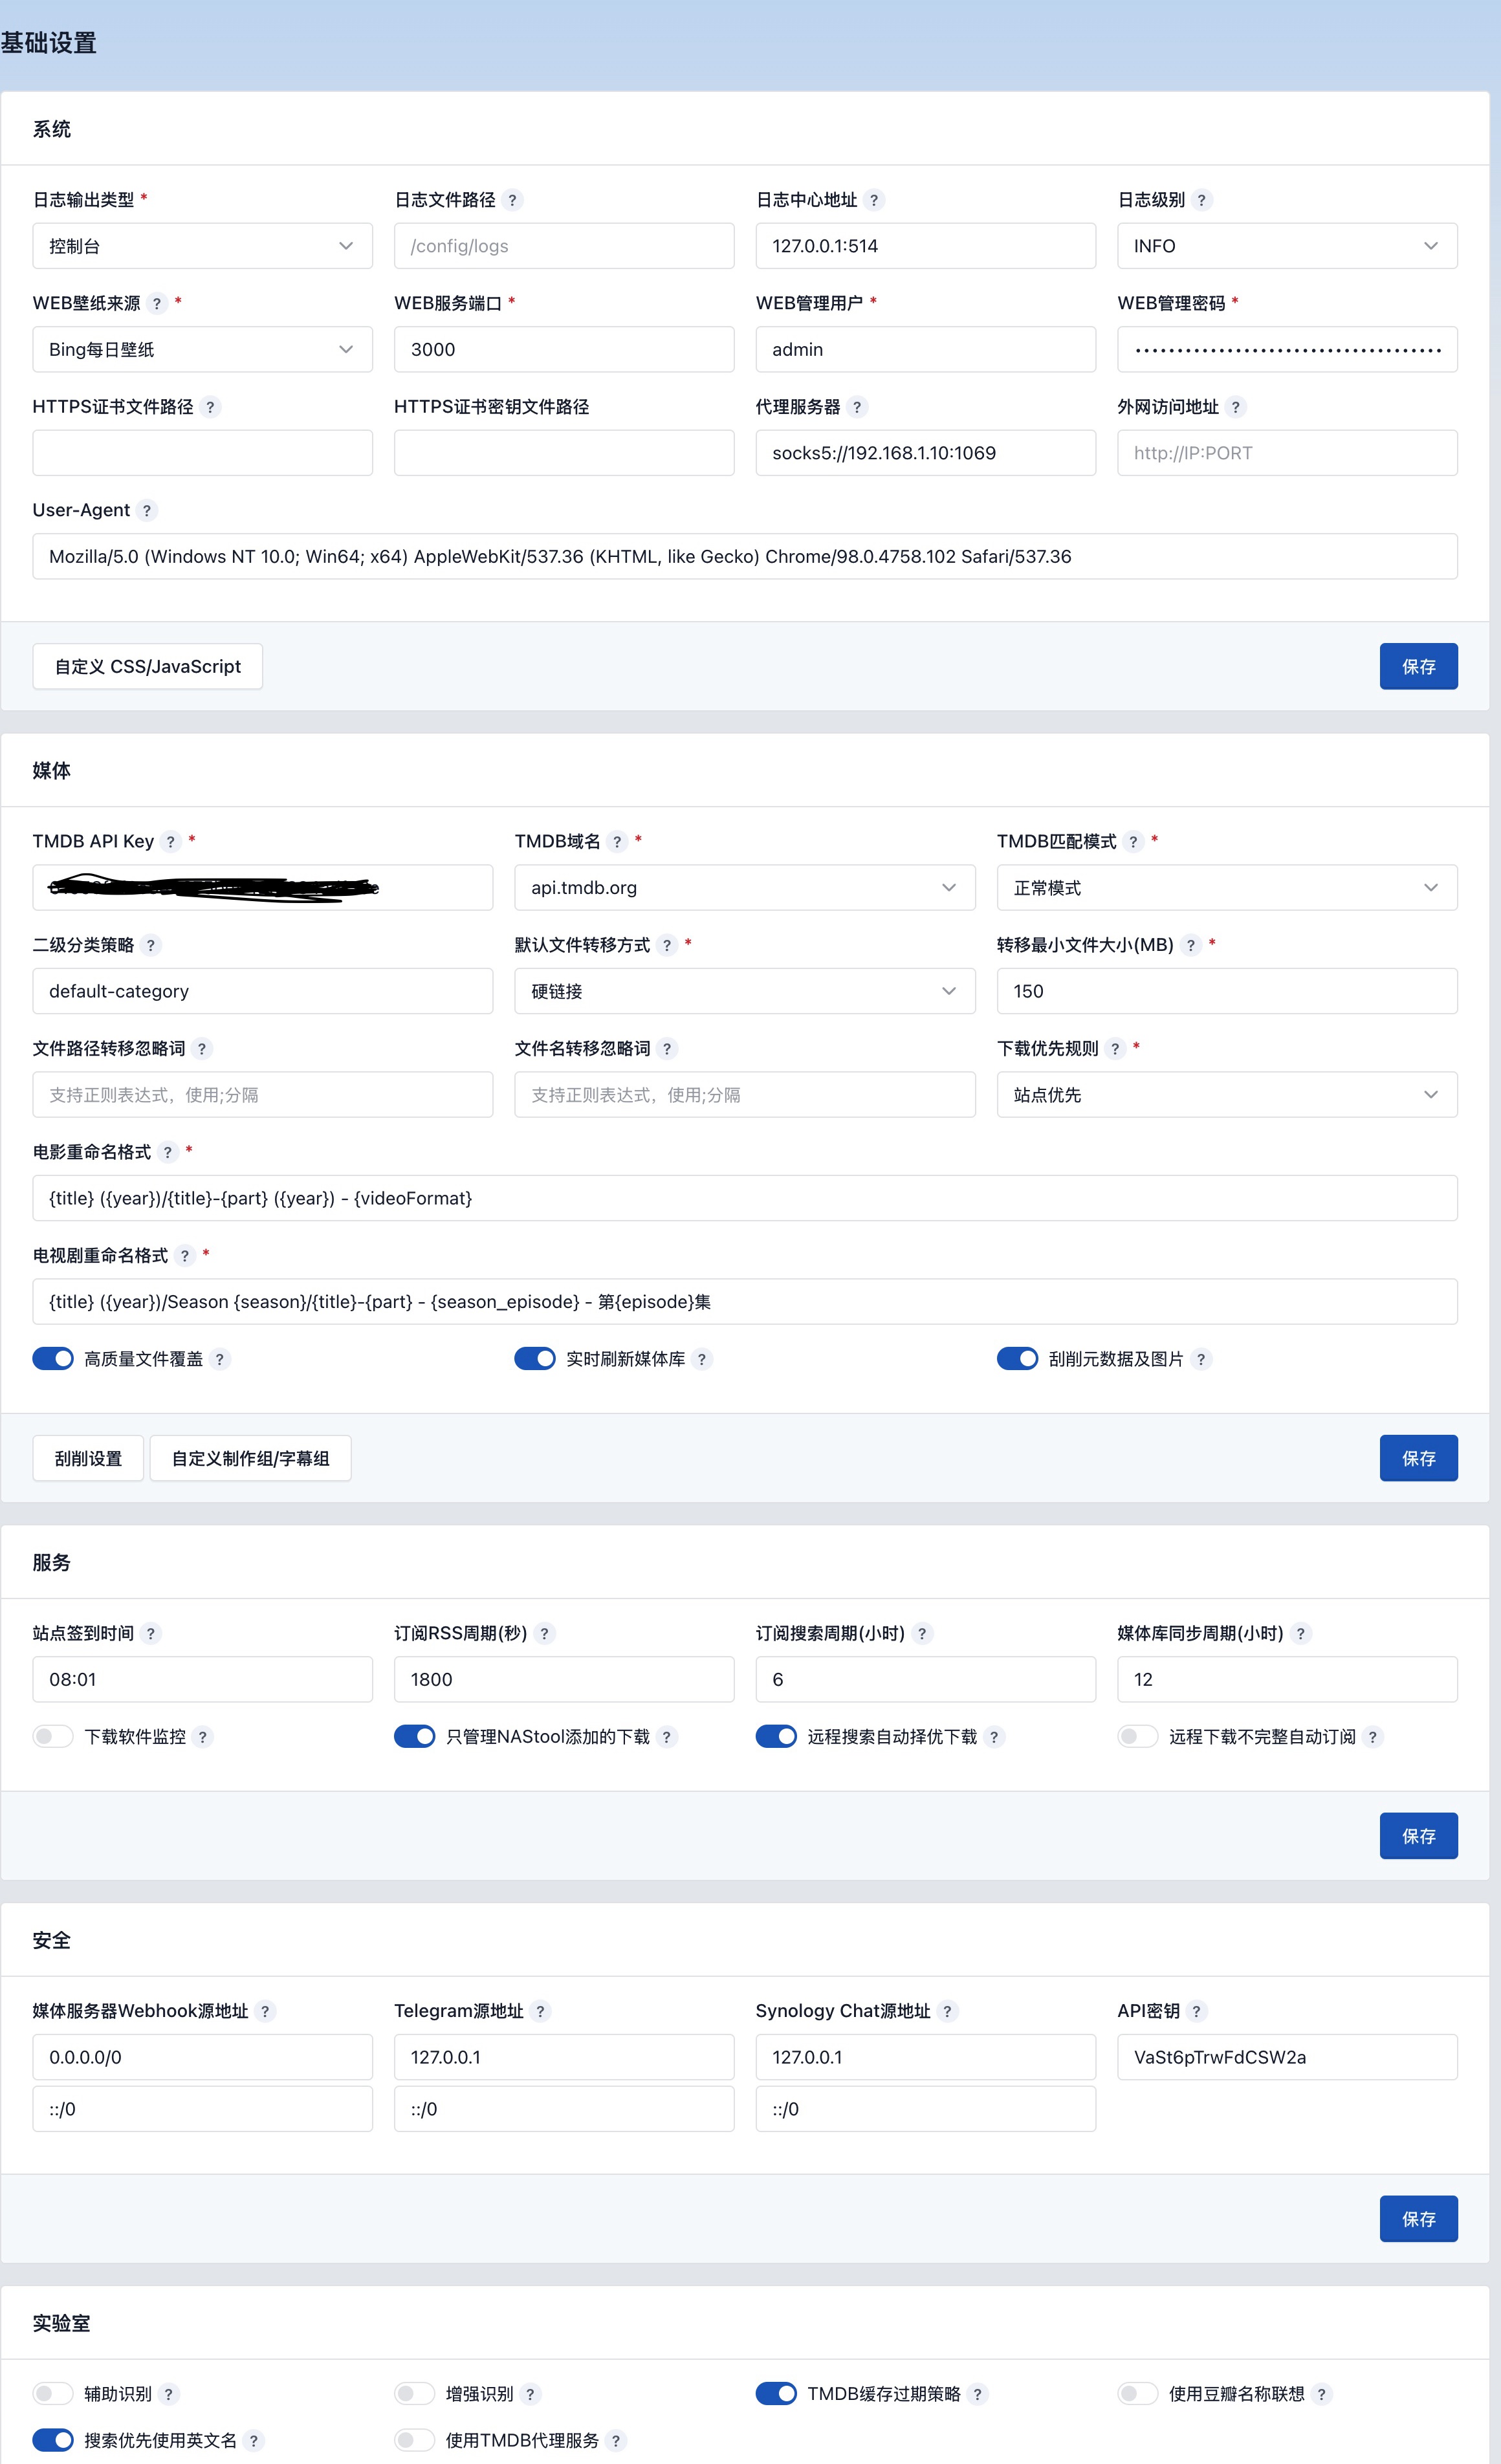 基础设置
系统
日志输出类型 * 日志文件路径 ? 日志中心地址 ? 日志级别 ?
控制台 /config/logs 127.0.0.1:514 INFO
WEB壁纸来源 ? * WEB服务端口 * WEB管理用户 * WEB管理密码 *
Bing每日壁纸 3000 admin
HTTPS证书文件路径 ? HTTPS证书密钥文件路径 代理服务器 ? 外网访问地址 ?
socks5://192.168.1.10:1069 http://IP:PORT
User-Agent ?
Mozilla/5.0 (Windows NT 10.0; Win64; x64) AppleWebKit/537.36 (KHTML, like Gecko) Chrome/98.0.4758.102 Safari/537.36
自定义 CSS/JavaScript 保存
媒体
TMDB API Key ? * TMDB域名 ? * TMDB匹配模式 ? *
api.tmdb.org 正常模式
二级分类策略 ? 默认文件转移方式 ? * 转移最小文件大小(MB) ? *
default-category 硬链接 150
文件路径转移忽略词 ? 文件名转移忽略词 ? 下载优先规则 ? *
支持正则表达式，使用;分隔 支持正则表达式，使用;分隔 站点优先
电影重命名格式 ? *
{title} ({year})/{title}-{part} ({year}) - {videoFormat}
电视剧重命名格式 ? *
{title} ({year})/Season {season}/{title}-{part} - {season_episode} - 第{episode}集
高质量文件覆盖 ? 实时刷新媒体库 ? 刮削元数据及图片 ?
刮削设置 自定义制作组/字幕组 保存
服务
站点签到时间 ? 订阅RSS周期(秒) ? 订阅搜索周期(小时) ? 媒体库同步周期(小时) ?
08:01 1800 6 12
下载软件监控 ? 只管理NAStool添加的下载 ? 远程搜索自动择优下载 ? 远程下载不完整自动订阅 ?
保存
安全
媒体服务器Webhook源地址 ? Telegram源地址 ? Synology Chat源地址 ? API密钥 ?
0.0.0.0/0 127.0.0.1 127.0.0.1 VaSt6pTrwFdCSW2a
::/0 ::/0 ::/0
保存
实验室
辅助识别 ? 增强识别 ? TMDB缓存过期策略 ? 使用豆瓣名称联想 ?
搜索优先使用英文名 ? 使用TMDB代理服务 ?